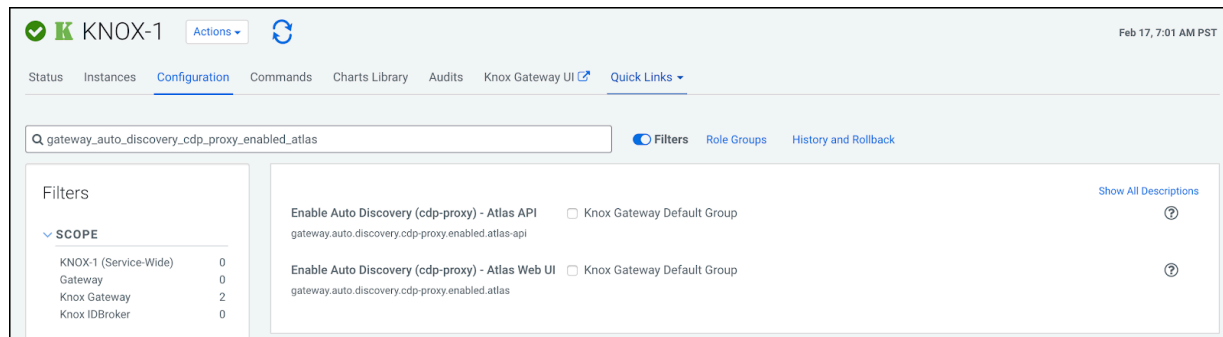 KNOX-1 Actions Feb 17, 7:01 AM PST
Status Instances Configuration Commands Charts Library Audits Knox Gateway UI Quick Links
gateway_auto_discovery_cdp_proxy_enabled_atlas Filters Role Groups History and Rollback
Filters
SCOPE
KNOX-1 (Service-Wide) 0
Gateway 0
Knox Gateway 2
Knox IDBroker 0
Show All Descriptions
Enable Auto Discovery (cdp-proxy) - Atlas API Knox Gateway Default Group
gateway.auto.discovery.cdp-proxy.enabled.atlas-api
Enable Auto Discovery (cdp-proxy) - Atlas Web UI Knox Gateway Default Group
gateway.auto.discovery.cdp-proxy.enabled.atlas